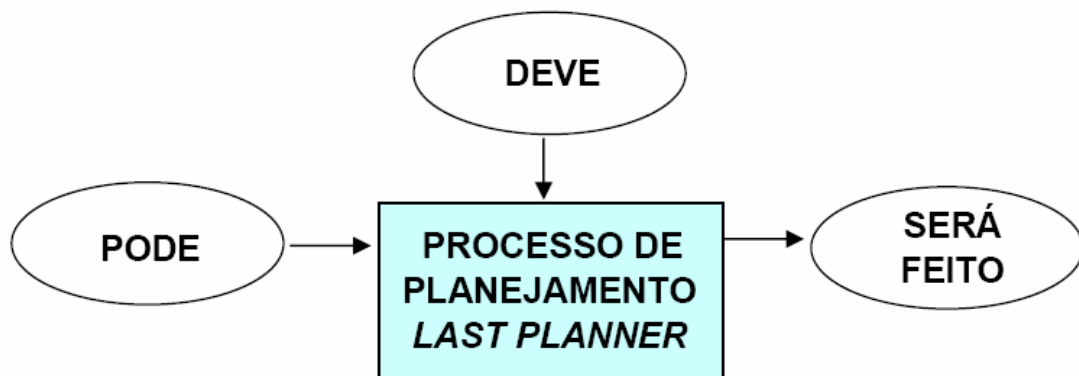 DEVE
PODE
PROCESSO DE
PLANEJAMENTO
LAST PLANNER
SERÁ
FEITO